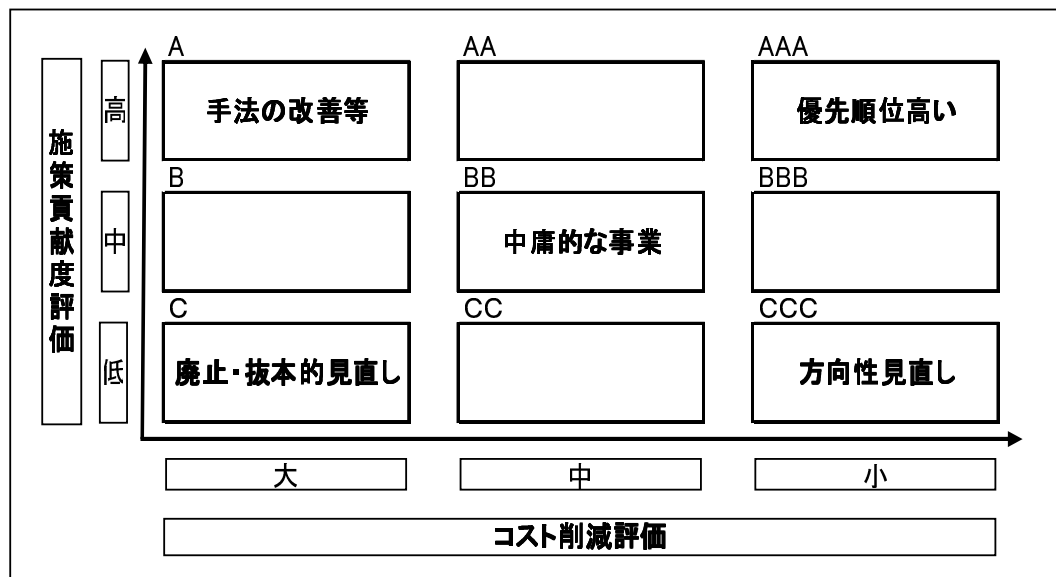 A
AA
AAA
施策貢献度評価
高
手法の改善等
優先順位高い
B
BB
BBB
中
中庸的な事業
C
CC
CCC
低
廃止・抜本的見直し
方向性見直し
大
中
小
コスト削減評価